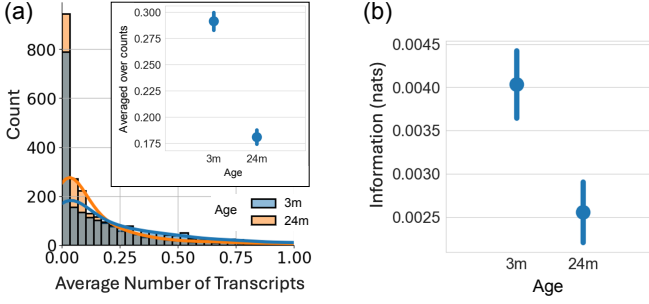 (a)
Count
800
600
400
200
0
0.00 0.25 0.50 0.75 1.00
Average Number of Transcripts
Age
3m
24m
Averaged over counts
0.300
0.275
0.250
0.225
0.200
0.175
3m 24m
Age
(b)
Information (nats)
0.0045
0.0040
0.0035
0.0030
0.0025
3m 24m
Age